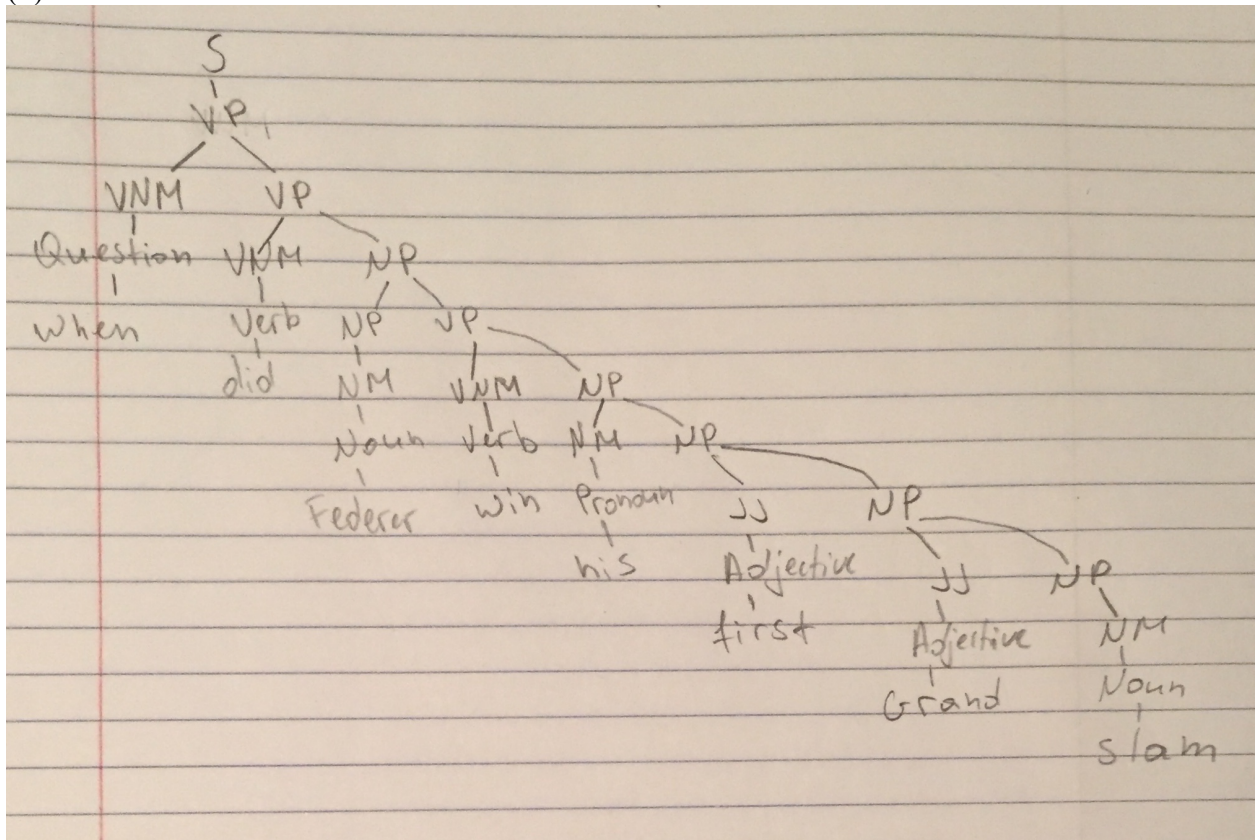 S
VP
VNM VP
Question VNM NP
when Verb NP VP
did NM VNM NP
Noun Verb NM NP
Federer win Pronoun JJ NP
his Adjective JJ NP
first Adjective NM
Grand Noun
slam